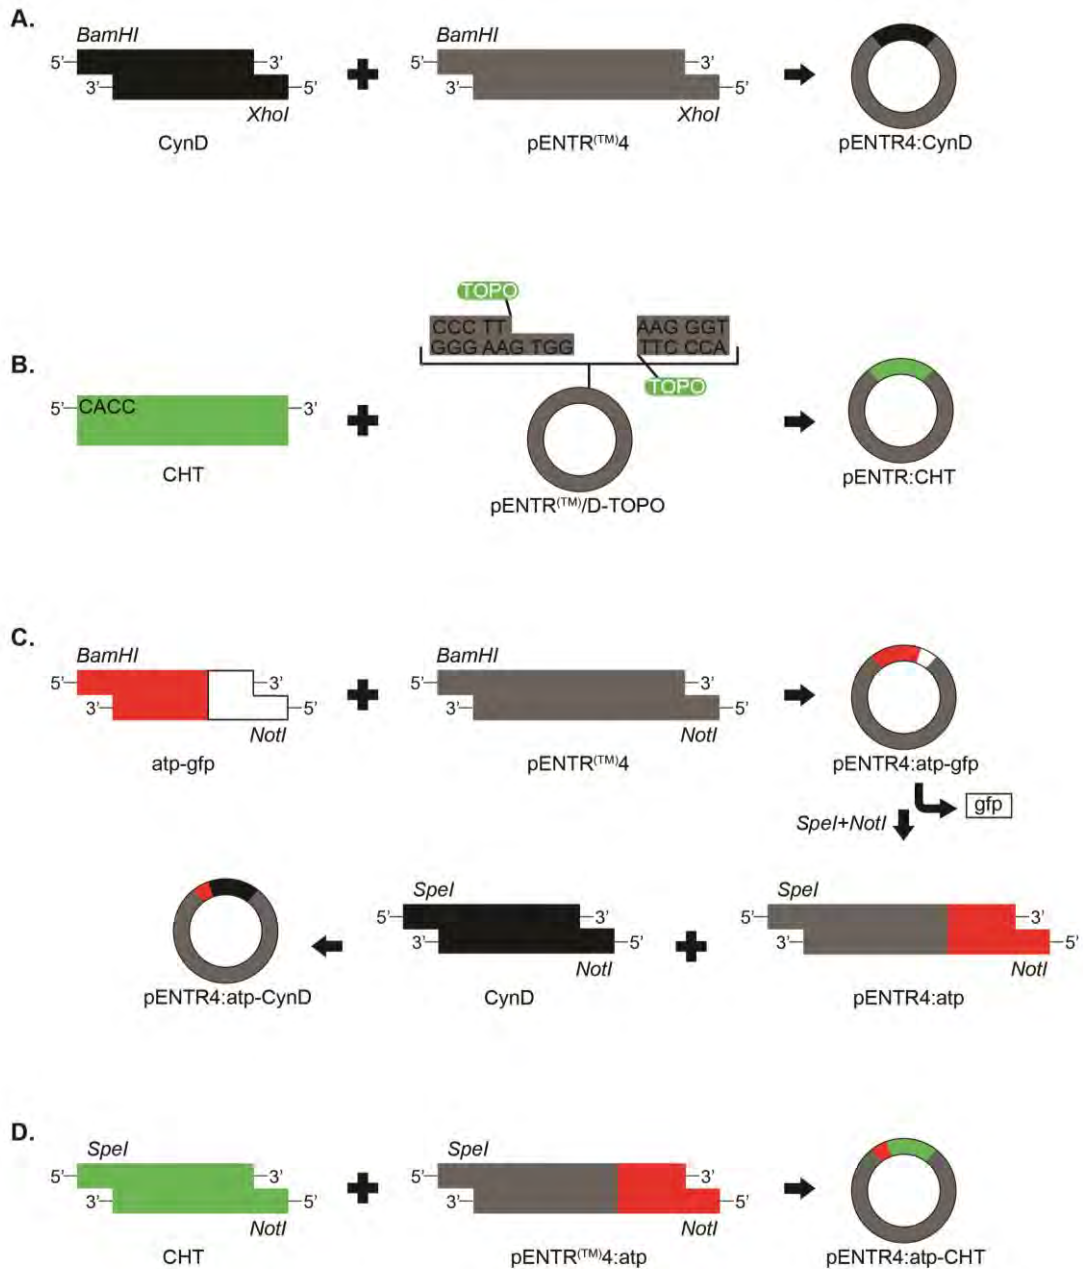 A.
BamHI
BamHI
5’
3’
5’
3’
3’
5’
3’
5’
XhoI
XhoI
CynD
pENTR(TM)4
pENTR4:CynD
TOPO
CCC TT
AAG GGT
GGG AAG TGG
TTC CCA
B.
TOPO
5’
CACC
3’
CHT
pENTR:CHT
pENTR(TM)/D-TOPO
C.
BamHI
BamHI
5’
3’
5’
3’
3’
5’
3’
5’
NotI
NotI
atp-gfp
pENTR(TM)4
pENTR4:atp-gfp
gfp
SpeI+NotI
SpeI
SpeI
5’
3’
5’
3’
3’
5’
3’
5’
NotI
NotI
pENTR4:atp-CynD
CynD
pENTR4:atp
D.
SpeI
5’
3’
5’
3’
3’
5’
3’
5’
NotI
NotI
CHT
pENTR(TM)4:atp
pENTR4:atp-CHT